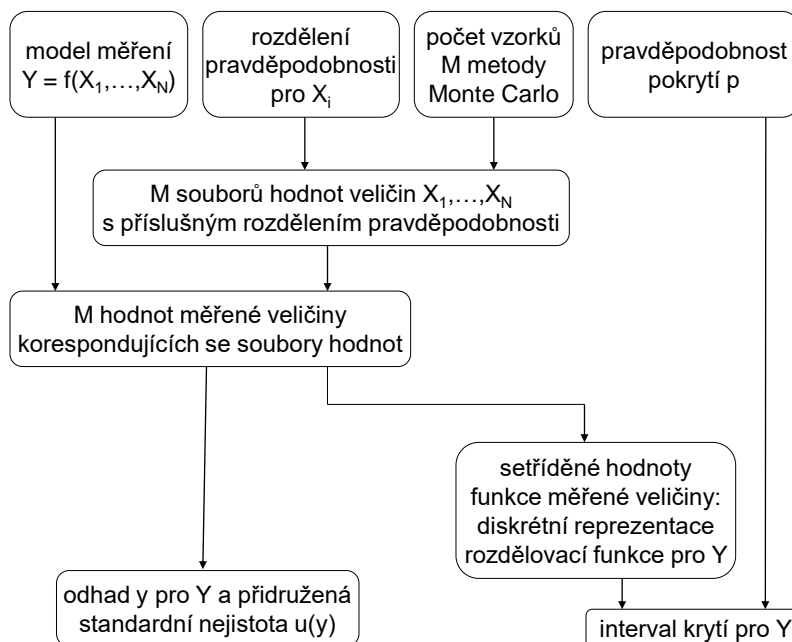 model měření
Y = f(X₁,…,X_N)
rozdělení
pravděpodobnosti
pro Xᵢ
počet vzorků
M metody
Monte Carlo
pravděpodobnost
pokrytí p
M souborů hodnot veličin X₁,…,X_N
s příslušným rozdělením pravděpodobnosti
M hodnot měřené veličiny
korespondujících se soubory hodnot
setříděné hodnoty
funkce měřené veličiny:
diskrétní reprezentace
rozdělovací funkce pro Y
odhad y pro Y a přidružená
standardní nejistota u(y)
interval krytí pro Y